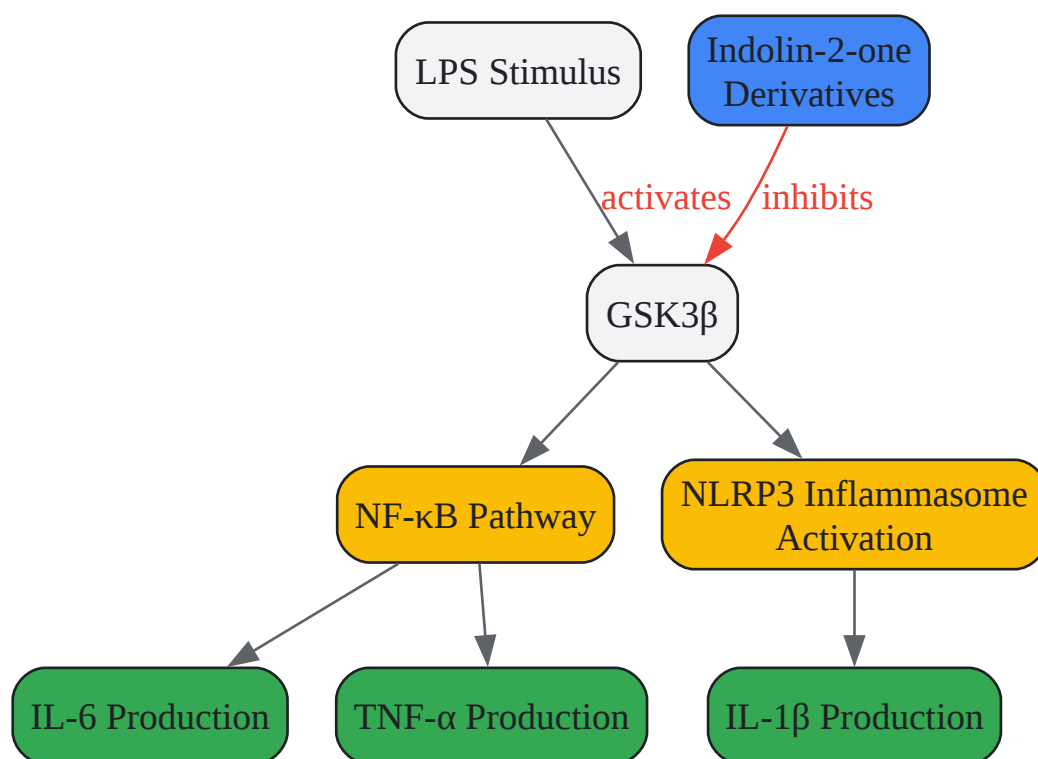 LPS Stimulus
Indolin-2-one
Derivatives
activates
inhibits
GSK3β
NF-κB Pathway
NLRP3 Inflammasome
Activation
IL-6 Production
TNF-α Production
IL-1β Production